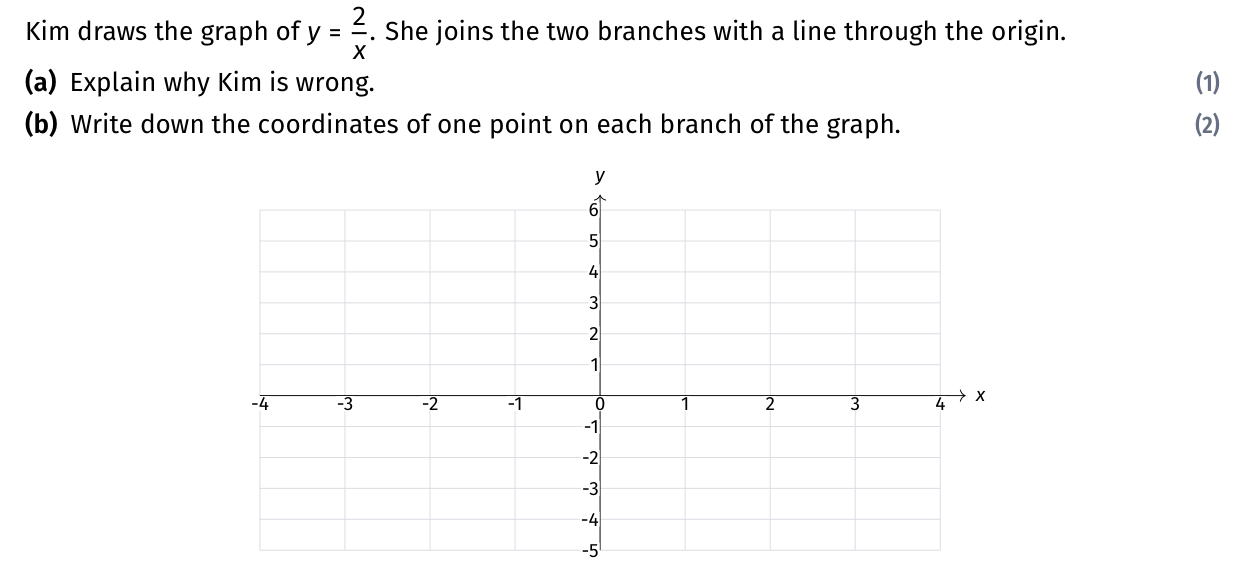 Kim draws the graph of y = 2/x. She joins the two branches with a line through the origin.
(a) Explain why Kim is wrong. (1)
(b) Write down the coordinates of one point on each branch of the graph. (2)
y
6
5
4
3
2
1
-4 -3 -2 -1 0 1 2 3 4 x
-1
-2
-3
-4
-5